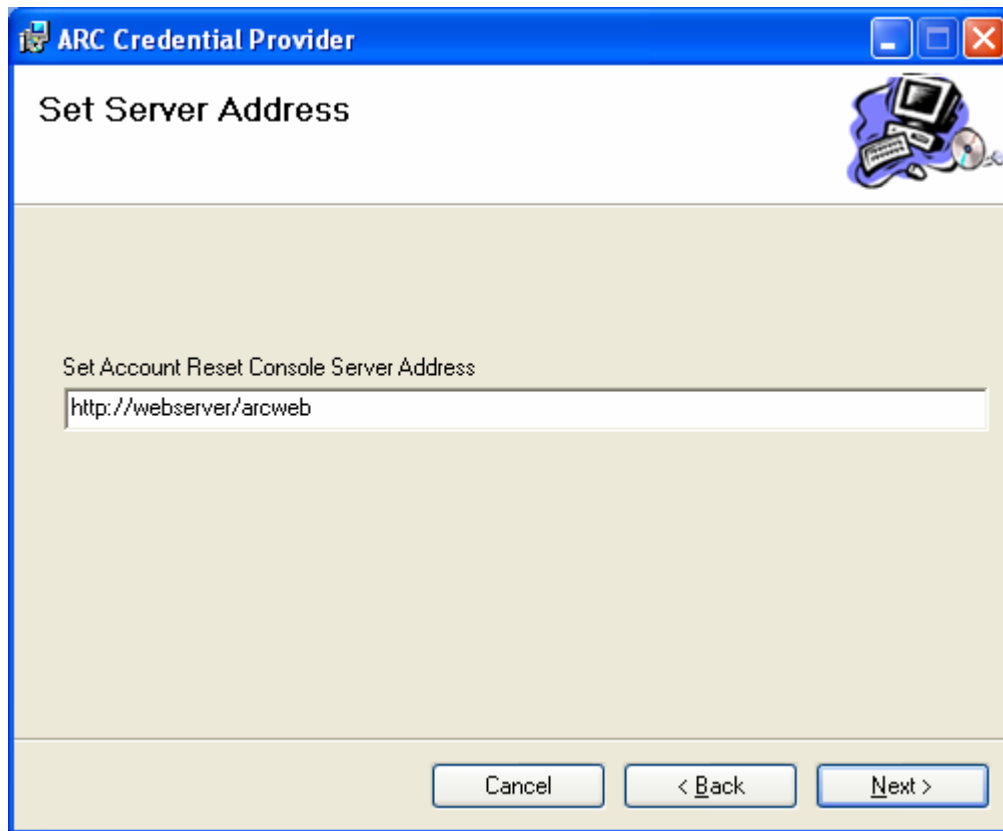 ARC Credential Provider
Set Server Address
Set Account Reset Console Server Address
http://webserver/arcweb
Cancel < Back Next >